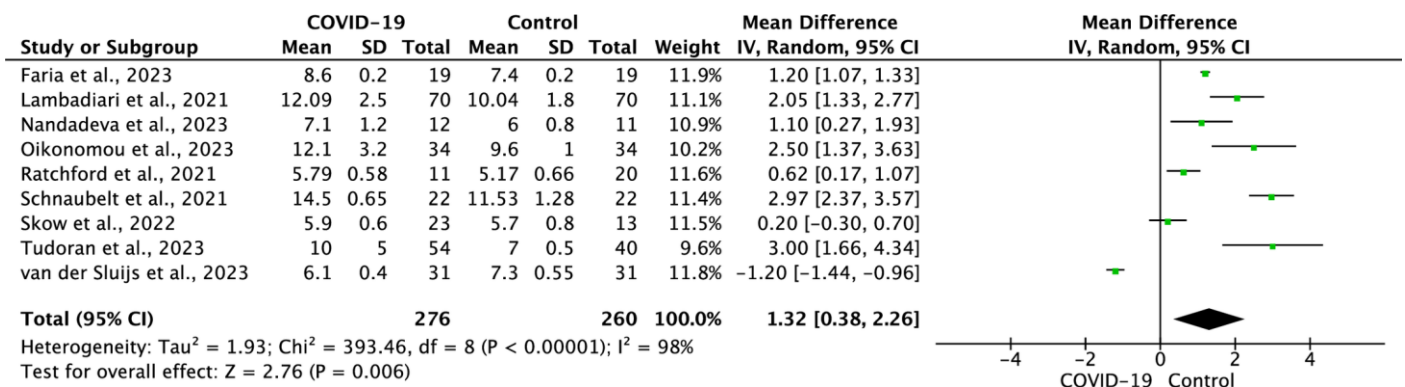 COVID−19 Control Mean Difference Mean Difference
Study or Subgroup Mean SD Total Mean SD Total Weight IV, Random, 95% CI IV, Random, 95% CI
Faria et al., 2023 8.6 0.2 19 7.4 0.2 19 11.9% 1.20 [1.07, 1.33]
Lambadiari et al., 2021 12.09 2.5 70 10.04 1.8 70 11.1% 2.05 [1.33, 2.77]
Nandadeva et al., 2023 7.1 1.2 12 6 0.8 11 10.9% 1.10 [0.27, 1.93]
Oikonomou et al., 2023 12.1 3.2 34 9.6 1 34 10.2% 2.50 [1.37, 3.63]
Ratchford et al., 2021 5.79 0.58 11 5.17 0.66 20 11.6% 0.62 [0.17, 1.07]
Schnaubelt et al., 2021 14.5 0.65 22 11.53 1.28 22 11.4% 2.97 [2.37, 3.57]
Skow et al., 2022 5.9 0.6 23 5.7 0.8 13 11.5% 0.20 [−0.30, 0.70]
Tudoran et al., 2023 10 5 54 7 0.5 40 9.6% 3.00 [1.66, 4.34]
van der Sluijs et al., 2023 6.1 0.4 31 7.3 0.55 31 11.8% −1.20 [−1.44, −0.96]
Total (95% CI) 276 260 100.0% 1.32 [0.38, 2.26]
Heterogeneity: Tau² = 1.93; Chi² = 393.46, df = 8 (P < 0.00001); I² = 98%
Test for overall effect: Z = 2.76 (P = 0.006)
−4 −2 0 2 4
COVID−19 Control